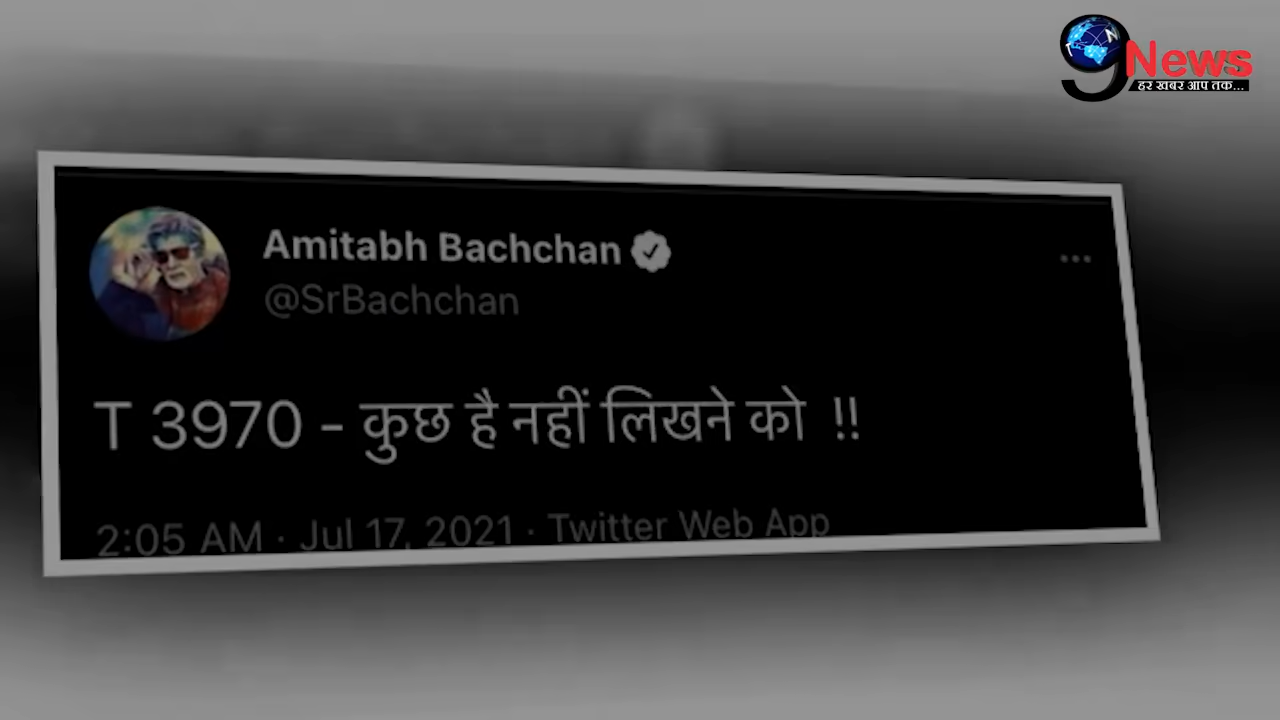 9 News
हर खबर आप तक...
Amitabh Bachchan
@SrBachchan
T 3970 - कुछ है नहीं लिखने को !!
2:05 AM · Jul 17, 2021 · Twitter Web App